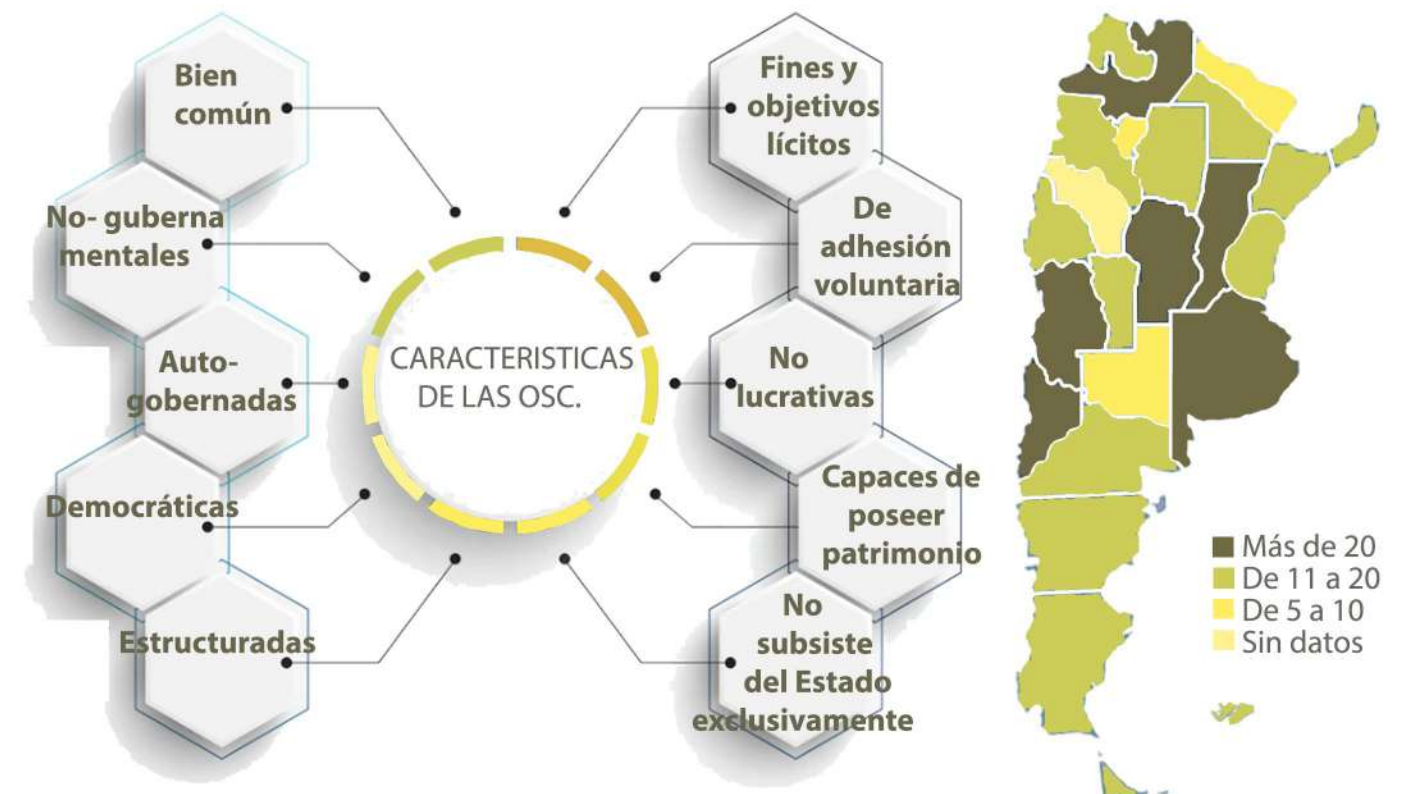 Bien
común
No- guberna
mentales
Auto-
gobernadas
Democráticas
Estructuradas
CARACTERISTICAS
DE LAS OSC.
Fines y
objetivos
lícitos
De
adhesión
voluntaria
No
lucrativas
Capaces de
poseer
patrimonio
No
subsiste
del Estado
exclusivamente
Más de 20
De 11 a 20
De 5 a 10
Sin datos